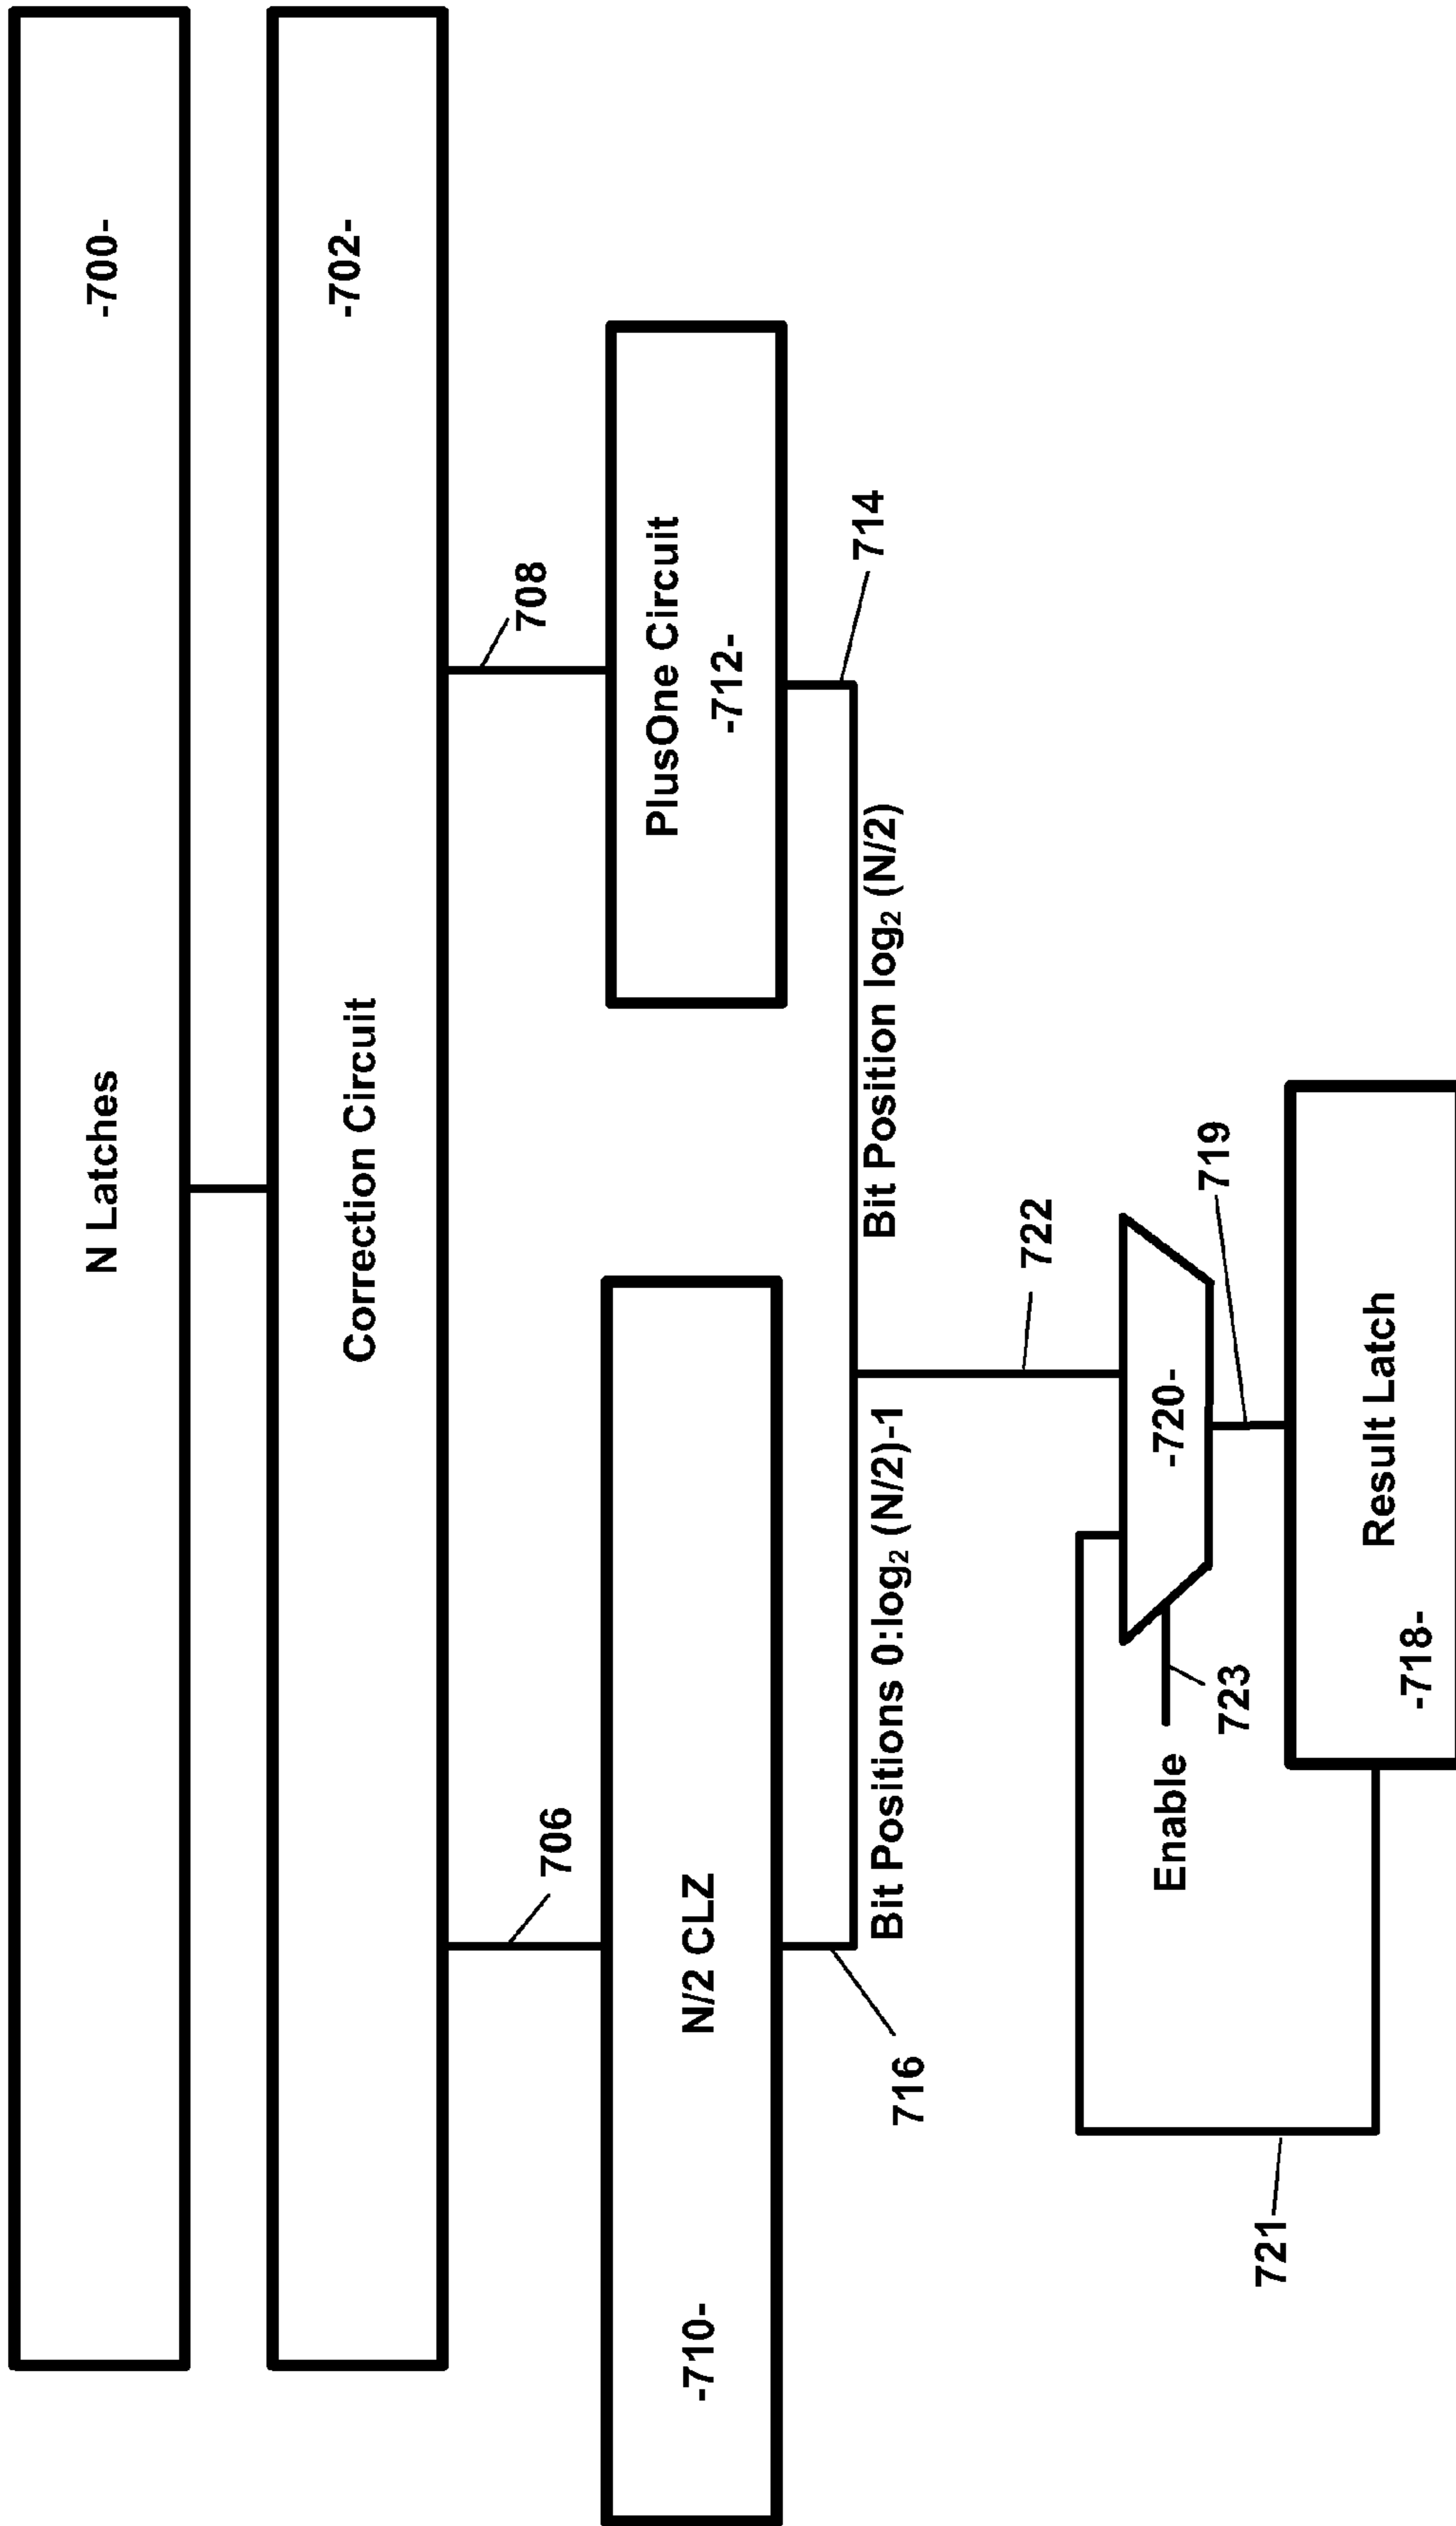 N Latches
-700-
Correction Circuit
-702-
706
708
-710-
N/2 CLZ
PlusOne Circuit
-712-
716
714
Bit Positions 0:log₂ (N/2)-1
Bit Position log₂ (N/2)
722
721
Enable
723
-720-
719
Result Latch
-718-